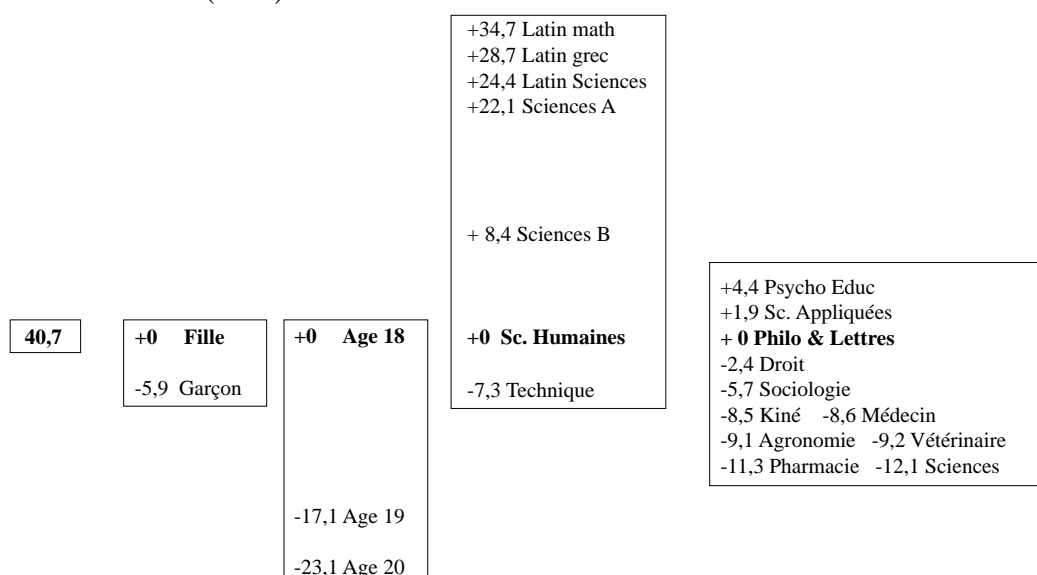 +34,7 Latin math
+28,7 Latin grec
+24,4 Latin Sciences
+22,1 Sciences A
+ 8,4 Sciences B
40,7
+0 Fille
-5,9 Garçon
+0 Age 18
-17,1 Age 19
-23,1 Age 20
+0 Sc. Humaines
-7,3 Technique
+4,4 Psycho Educ
+1,9 Sc. Appliquées
+ 0 Philo & Lettres
-2,4 Droit
-5,7 Sociologie
-8,5 Kiné -8,6 Médecin
-9,1 Agronomie -9,2 Vétérinaire
-11,3 Pharmacie -12,1 Sciences